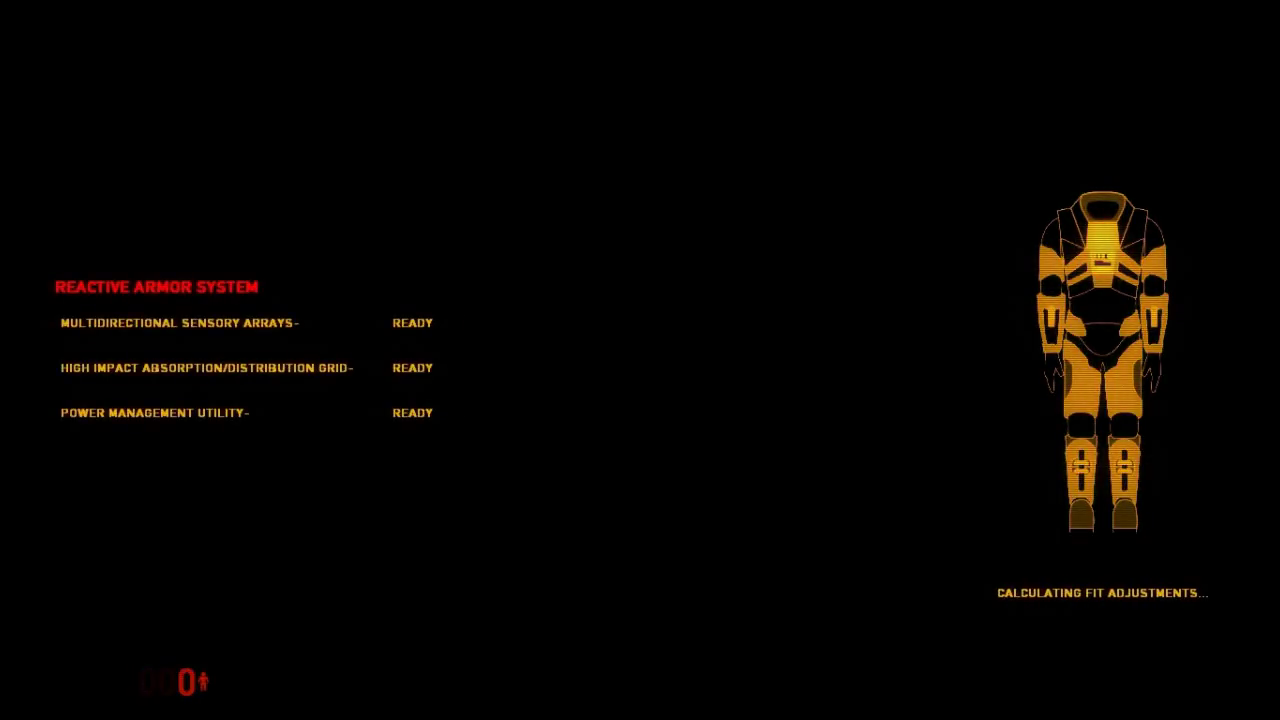 REACTIVE ARMOR SYSTEM
MULTIDIRECTIONAL SENSORY ARRAYS- READY
HIGH IMPACT ABSORPTION/DISTRIBUTION GRID- READY
POWER MANAGEMENT UTILITY- READY
CALCULATING FIT ADJUSTMENTS...
0